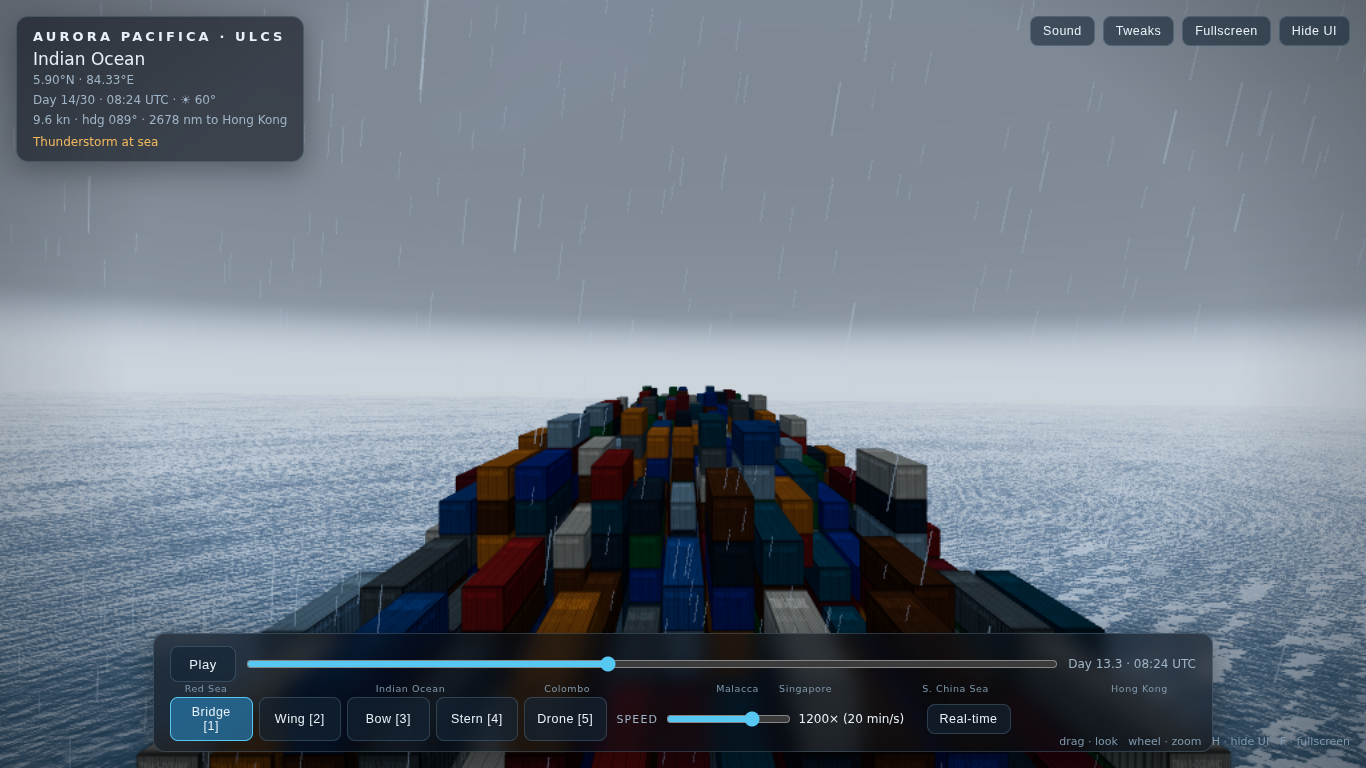 AURORA PACIFICA · ULCS
Indian Ocean
5.90°N · 84.33°E
Day 14/30 · 08:24 UTC · ☀ 60°
9.6 kn · hdg 089° · 2678 nm to Hong Kong
Thunderstorm at sea
Sound
Tweaks
Fullscreen
Hide UI
Play
Day 13.3 · 08:24 UTC
Red Sea
Indian Ocean
Colombo
Malacca
Singapore
S. China Sea
Hong Kong
Bridge
[1]
Wing [2]
Bow [3]
Stern [4]
Drone [5]
SPEED
1200× (20 min/s)
Real-time
drag · look wheel · zoom H · hide UI F · fullscreen